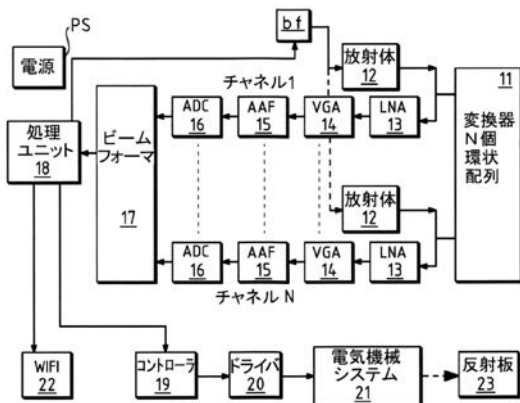 PS
電源
bf
放射体
12
11
変換器
N個
環状
配列
チャネル1
ADC
16
AAF
15
VGA
14
LNA
13
処理
ユニット
18
ビーム
フォーマ
17
放射体
12
ADC
16
AAF
15
VGA
14
LNA
13
チャネル N
WIFI
22
コントローラ
19
ドライバ
20
電気機械
システム
21
反射板
23